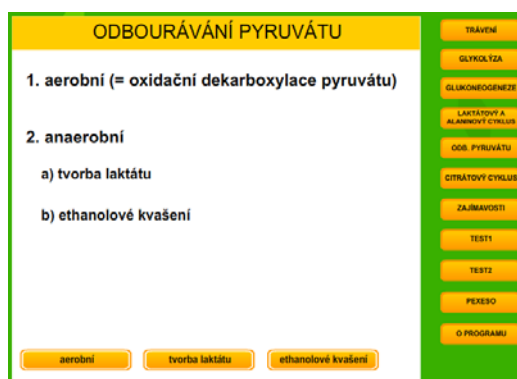 ODBOURÁVÁNÍ PYRUVÁTU
1. aerobní (= oxidační dekarboxylace pyruvátu)
2. anaerobní
a) tvorba laktátu
b) ethanolové kvašení
aerobní
tvorba laktátu
ethanolové kvašení
TRÁVENÍ
GLYKOLÝZA
GLUKONEOGENEZE
LAKTÁTOVÝ A
ALANINOVÝ CYKLUS
ODB. PYRUVÁTU
CITRÁTOVÝ CYKLUS
ZAJÍMAVOSTI
TEST1
TEST2
PEXESO
O PROGRAMU